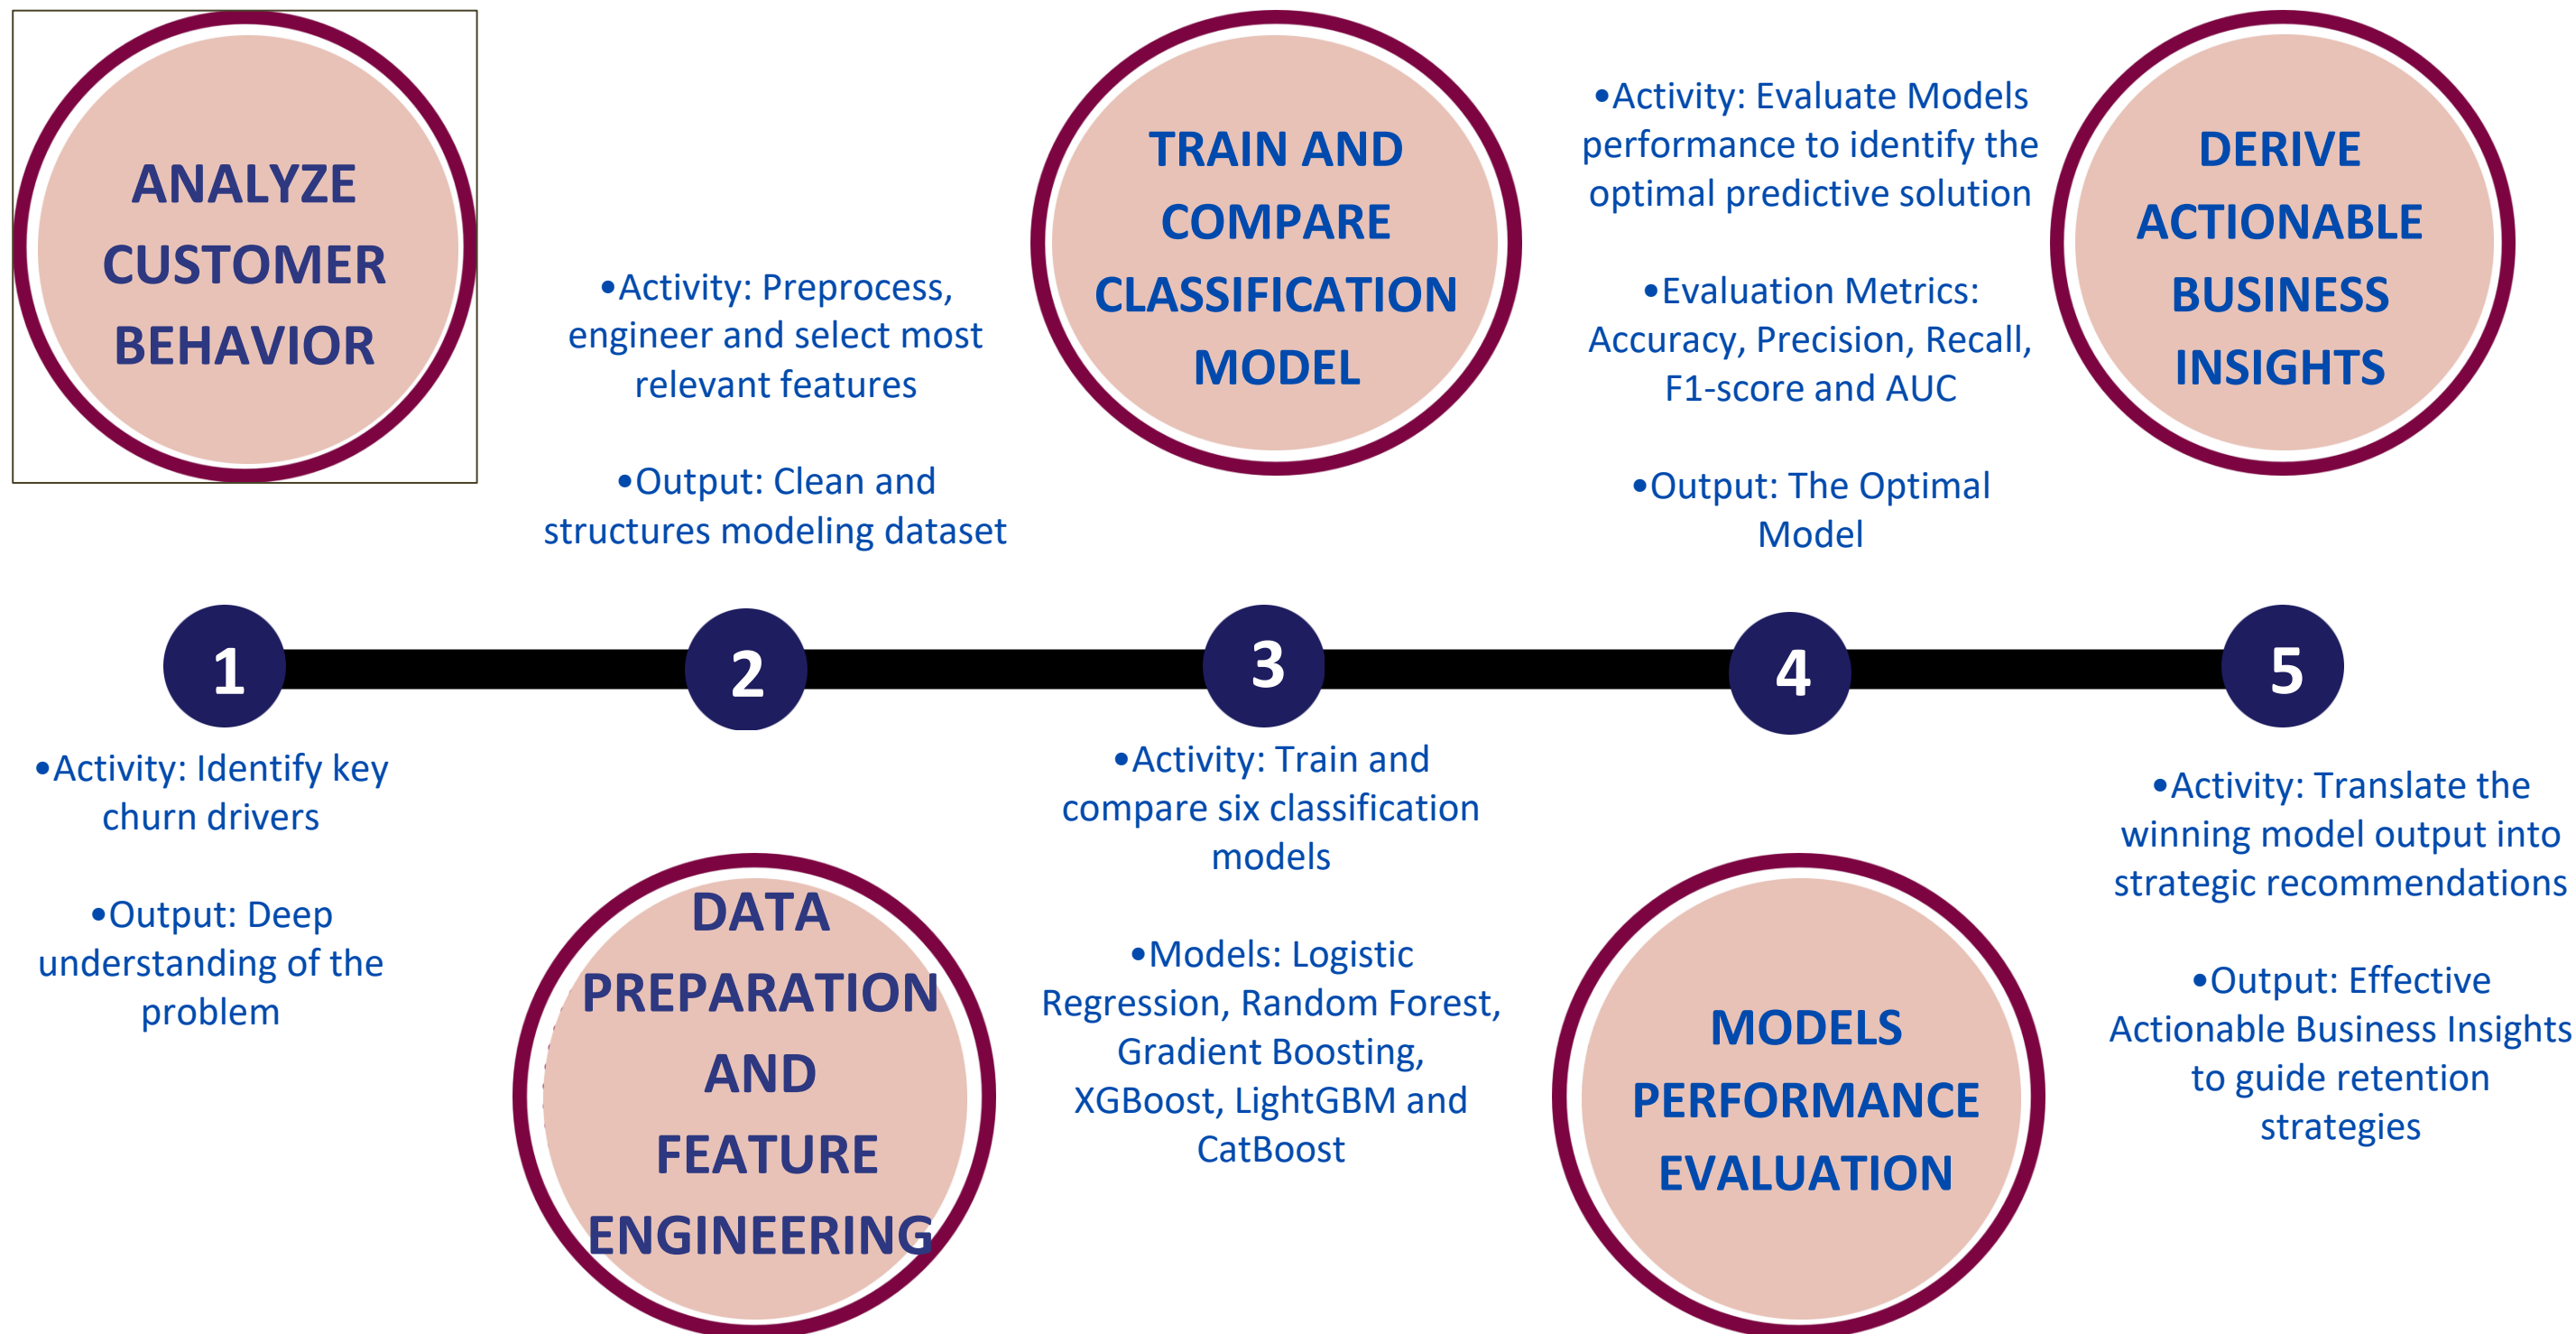 ANALYZE
CUSTOMER
BEHAVIOR
•Activity: Preprocess,
engineer and select most
relevant features
•Output: Clean and
structures modeling dataset
TRAIN AND
COMPARE
CLASSIFICATION
MODEL
•Activity: Evaluate Models
performance to identify the
optimal predictive solution
•Evaluation Metrics:
Accuracy, Precision, Recall,
F1-score and AUC
•Output: The Optimal
Model
DERIVE
ACTIONABLE
BUSINESS
INSIGHTS
1
2
3
4
5
•Activity: Identify key
churn drivers
•Output: Deep
understanding of the
problem
DATA
PREPARATION
AND
FEATURE
ENGINEERING
•Activity: Train and
compare six classification
models
•Models: Logistic
Regression, Random Forest,
Gradient Boosting,
XGBoost, LightGBM and
CatBoost
MODELS
PERFORMANCE
EVALUATION
•Activity: Translate the
winning model output into
strategic recommendations
•Output: Effective
Actionable Business Insights
to guide retention
strategies